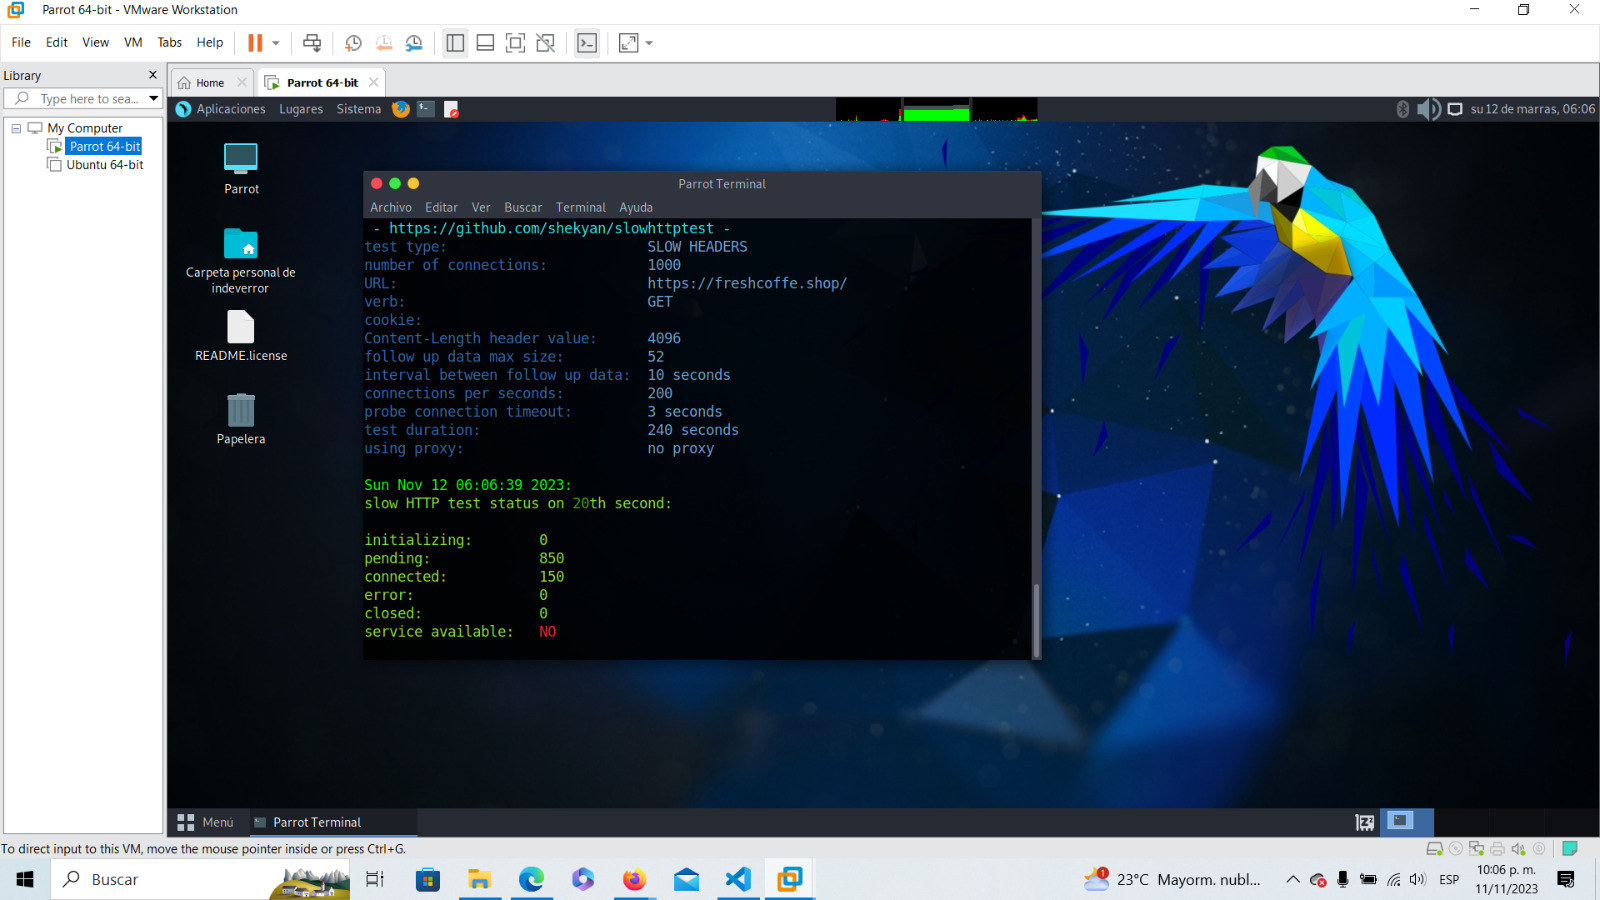 Parrot 64-bit - VMware Workstation
File Edit View VM Tabs Help
Library
Type here to sea...
My Computer
Parrot 64-bit
Ubuntu 64-bit
Home
Parrot 64-bit
Aplicaciones Lugares Sistema
su 12 de marras, 06:06
Parrot
Carpeta personal de
indeverror
README.license
Papelera
Parrot Terminal
Archivo Editar Ver Buscar Terminal Ayuda
- https://github.com/shekyan/slowhttptest -
test type: SLOW HEADERS
number of connections: 1000
URL: https://freshcoffe.shop/
verb: GET
cookie:
Content-Length header value: 4096
follow up data max size: 52
interval between follow up data: 10 seconds
connections per seconds: 200
probe connection timeout: 3 seconds
test duration: 240 seconds
using proxy: no proxy
Sun Nov 12 06:06:39 2023:
slow HTTP test status on 20th second:
initializing: 0
pending: 850
connected: 150
error: 0
closed: 0
service available: NO
Menú
Parrot Terminal
To direct input to this VM, move the mouse pointer inside or press Ctrl+G.
Buscar
1
23°C Mayorm. nubl...
ESP
10:06 p. m.
11/11/2023